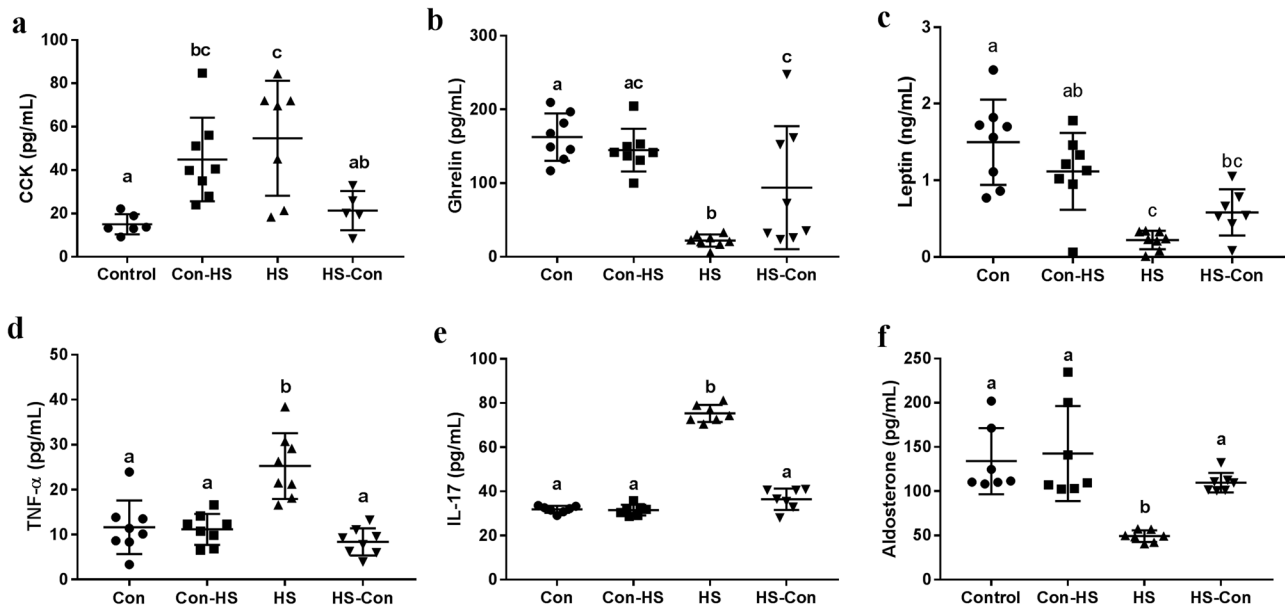 a
CCK (pg/mL)
100
80
60
40
20
0
a
bc
c
ab
Control Con-HS HS HS-Con
b
Ghrelin (pg/mL)
300
200
100
0
a
ac
b
c
Con Con-HS HS HS-Con
c
Leptin (ng/mL)
3
2
1
0
a
ab
c
bc
Con Con-HS HS HS-Con
d
TNF-α (pg/mL)
50
40
30
20
10
0
a
a
b
a
Con Con-HS HS HS-Con
e
IL-17 (pg/mL)
100
80
60
40
20
0
a
a
b
a
Con Con-HS HS HS-Con
f
Aldosterone (pg/mL)
250
200
150
100
50
0
a
a
b
a
Control Con-HS HS HS-Con